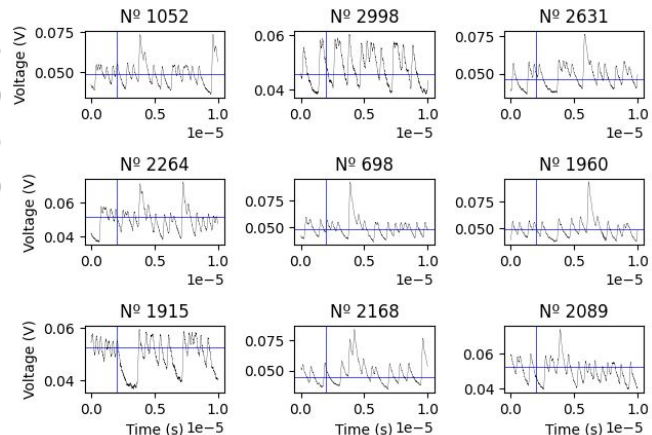 Nº 1052
Nº 2998
Nº 2631
Voltage (V)
0.075
0.050
0.06
0.04
0.075
0.050
0.0 0.5 1.0
1e−5
0.0 0.5 1.0
1e−5
0.0 0.5 1.0
1e−5
Nº 2264
Nº 698
Nº 1960
Voltage (V)
0.06
0.04
0.075
0.050
0.075
0.050
0.0 0.5 1.0
1e−5
0.0 0.5 1.0
1e−5
0.0 0.5 1.0
1e−5
Nº 1915
Nº 2168
Nº 2089
Voltage (V)
0.06
0.04
0.075
0.050
0.06
0.04
0.0 0.5 1.0
Time (s) 1e−5
0.0 0.5 1.0
Time (s) 1e−5
0.0 0.5 1.0
Time (s) 1e−5